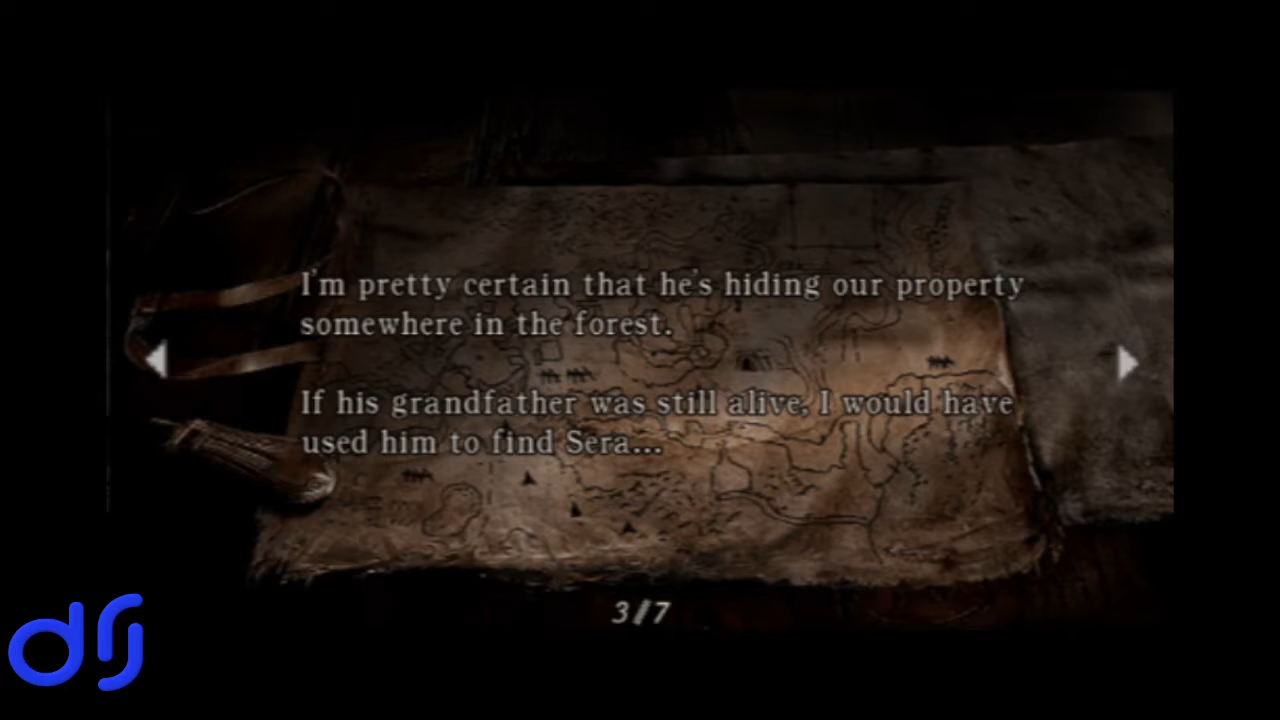 I'm pretty certain that he's hiding our property
somewhere in the forest.
If his grandfather was still alive, I would have
used him to find Sera...
3/7